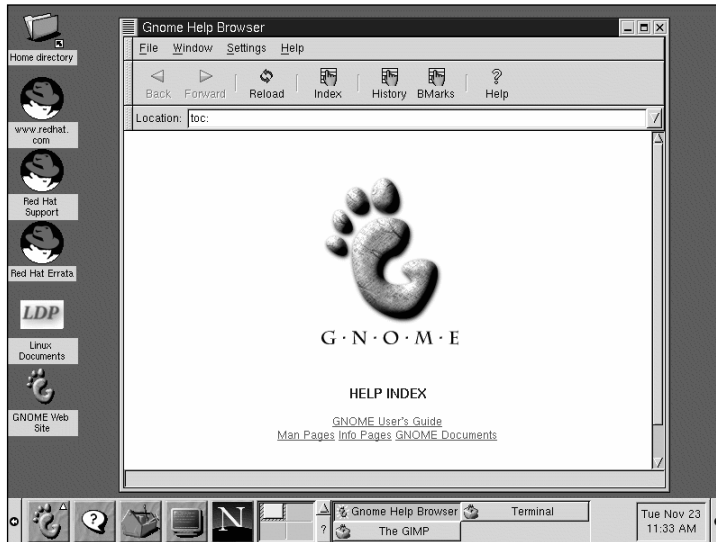 Home directory
www.redhat.
com
Red Hat
Support
Red Hat Errata
LDP
Linux
Documents
GNOME Web
Site
Gnome Help Browser
File Window Settings Help
Back Forward Reload Index History BMarks Help
Location: toc:
G·N·O·M·E
HELP INDEX
GNOME User's Guide
Man Pages Info Pages GNOME Documents
?
N
?
Gnome Help Browser
Terminal
The GIMP
Tue Nov 23
11:33 AM